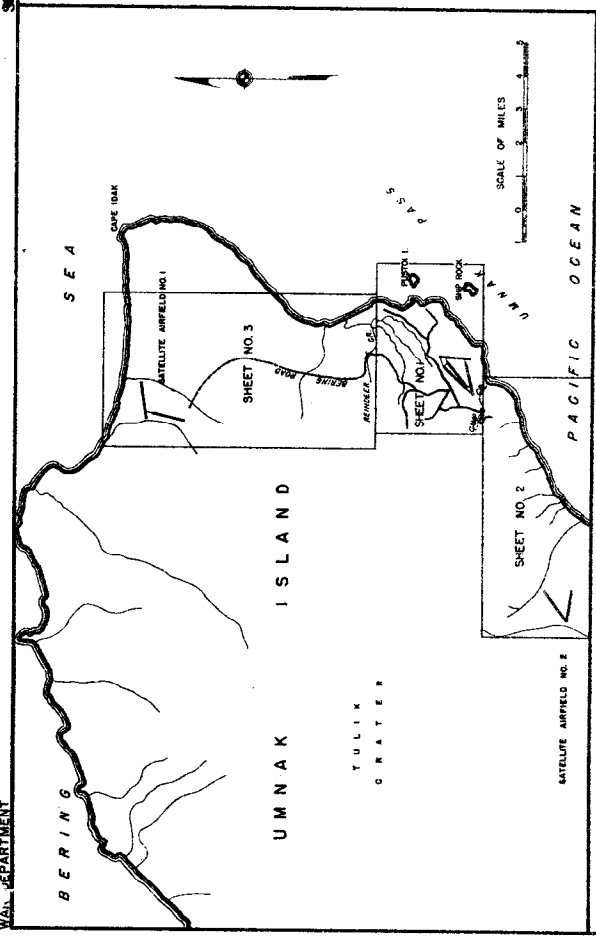 WAR DEPARTMENT
BERING SEA
CAPE IDAK
SATELLITE AIRFIELD NO. 1
SHEET NO. 3
BERING ROAD
REINDEER CR.
SHEET NO. 1
PUSTOI I.
SHIP ROCK
UMNAK PASS
UMNAK ISLAND
TULIK
CRATER
SHEET NO. 2
SATELLITE AIRFIELD NO. 2
PACIFIC OCEAN
SCALE OF MILES
1 0 1 2 3 4 5